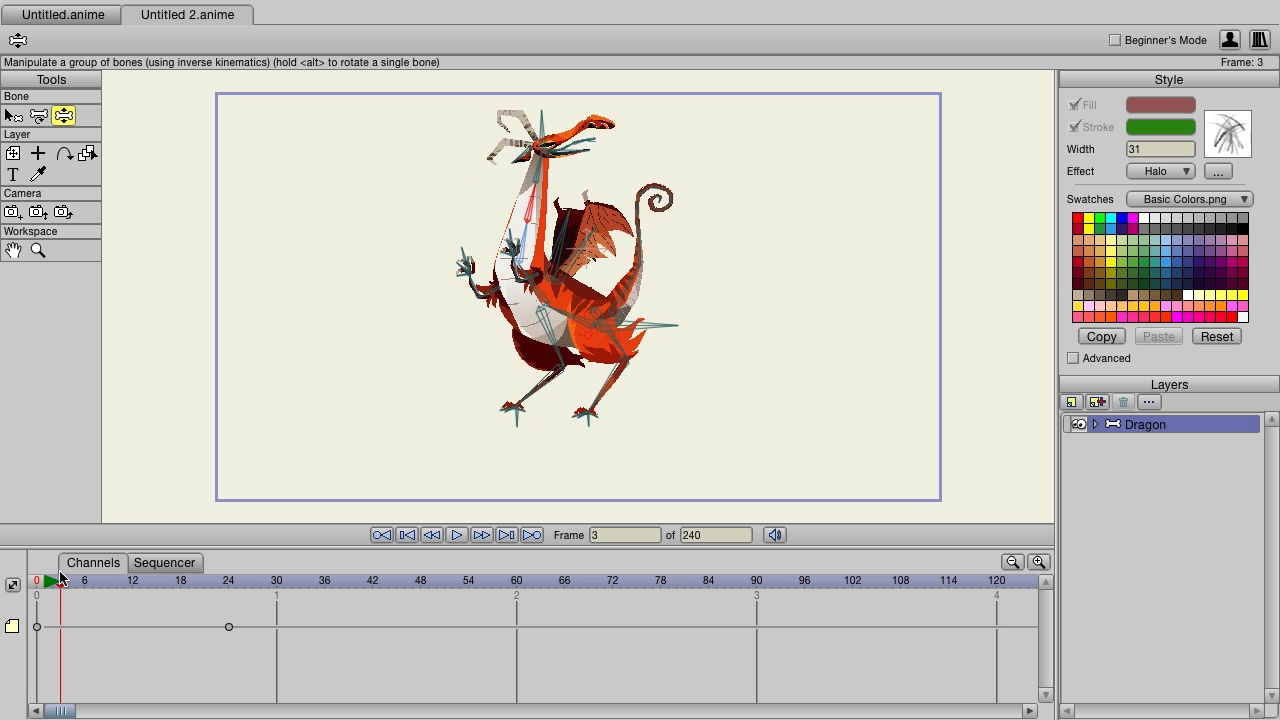 Untitled.anime
Untitled 2.anime
Beginner's Mode
Manipulate a group of bones (using inverse kinematics) (hold <alt> to rotate a single bone)
Frame: 3
Tools
Bone
Layer
T
Camera
Workspace
Style
Fill
Stroke
Width
31
Effect
Halo
...
Swatches
Basic Colors.png
Copy
Paste
Reset
Advanced
Layers
Dragon
Frame
3
of
240
Channels
Sequencer
0 6 12 18 24 30 36 42 48 54 60 66 72 78 84 90 96 102 108 114 120
0 1 2 3 4